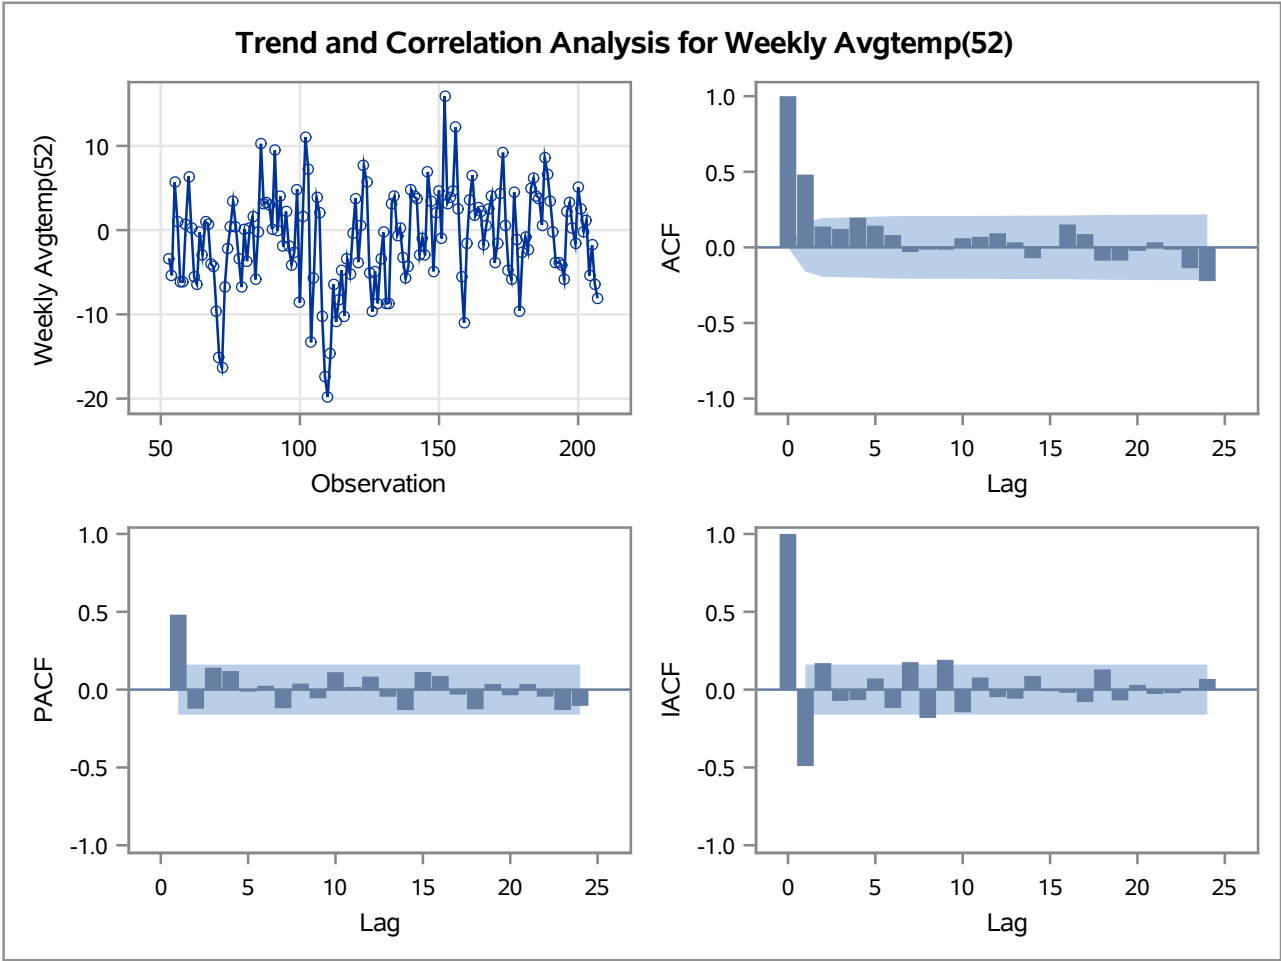 Trend and Correlation Analysis for Weekly Avgtemp(52)
Weekly Avgtemp(52)
10
0
-10
-20
50 100 150 200
Observation
ACF
1.0
0.5
0.0
-0.5
-1.0
0 5 10 15 20 25
Lag
PACF
1.0
0.5
0.0
-0.5
-1.0
0 5 10 15 20 25
Lag
IACF
1.0
0.5
0.0
-0.5
-1.0
0 5 10 15 20 25
Lag